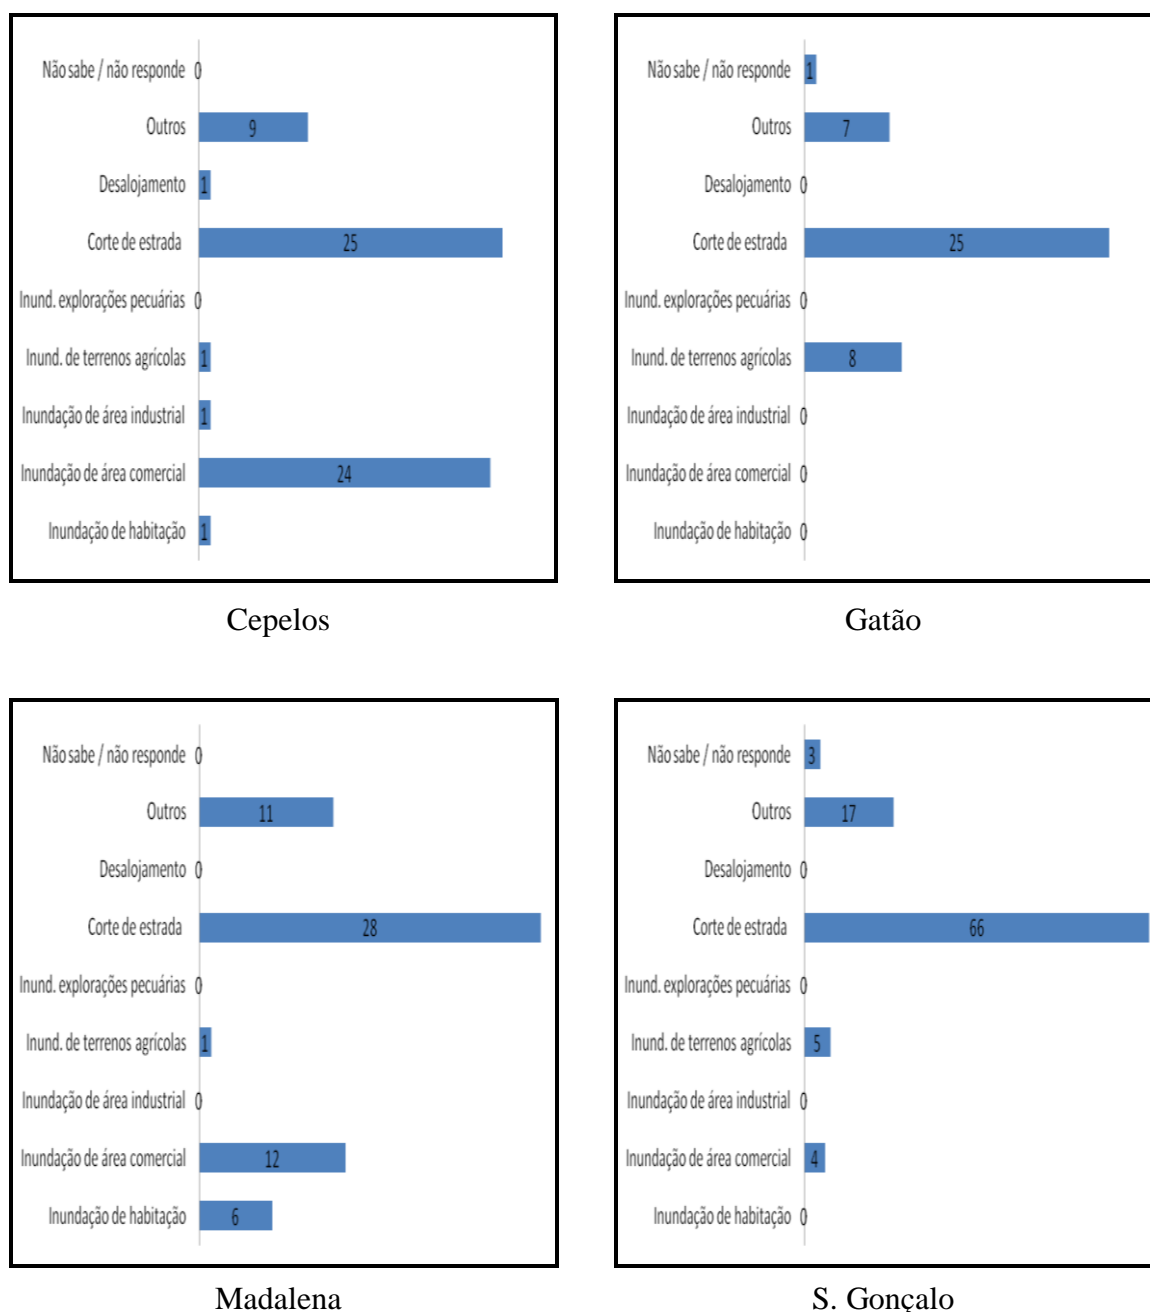 Não sabe / não responde 0
Outros 9
Desalojamento 1
Corte de estrada 25
Inund. explorações pecuárias 0
Inund. de terrenos agrícolas 1
Inundação de área industrial 1
Inundação de área comercial 24
Inundação de habitação 1
Cepelos
Não sabe / não responde 1
Outros 7
Desalojamento 0
Corte de estrada 25
Inund. explorações pecuárias 0
Inund. de terrenos agrícolas 8
Inundação de área industrial 0
Inundação de área comercial 0
Inundação de habitação 0
Gatão
Não sabe / não responde 0
Outros 11
Desalojamento 0
Corte de estrada 28
Inund. explorações pecuárias 0
Inund. de terrenos agrícolas 1
Inundação de área industrial 0
Inundação de área comercial 12
Inundação de habitação 6
Madalena
Não sabe / não responde 3
Outros 17
Desalojamento 0
Corte de estrada 66
Inund. explorações pecuárias 0
Inund. de terrenos agrícolas 5
Inundação de área industrial 0
Inundação de área comercial 4
Inundação de habitação 0
S. Gonçalo